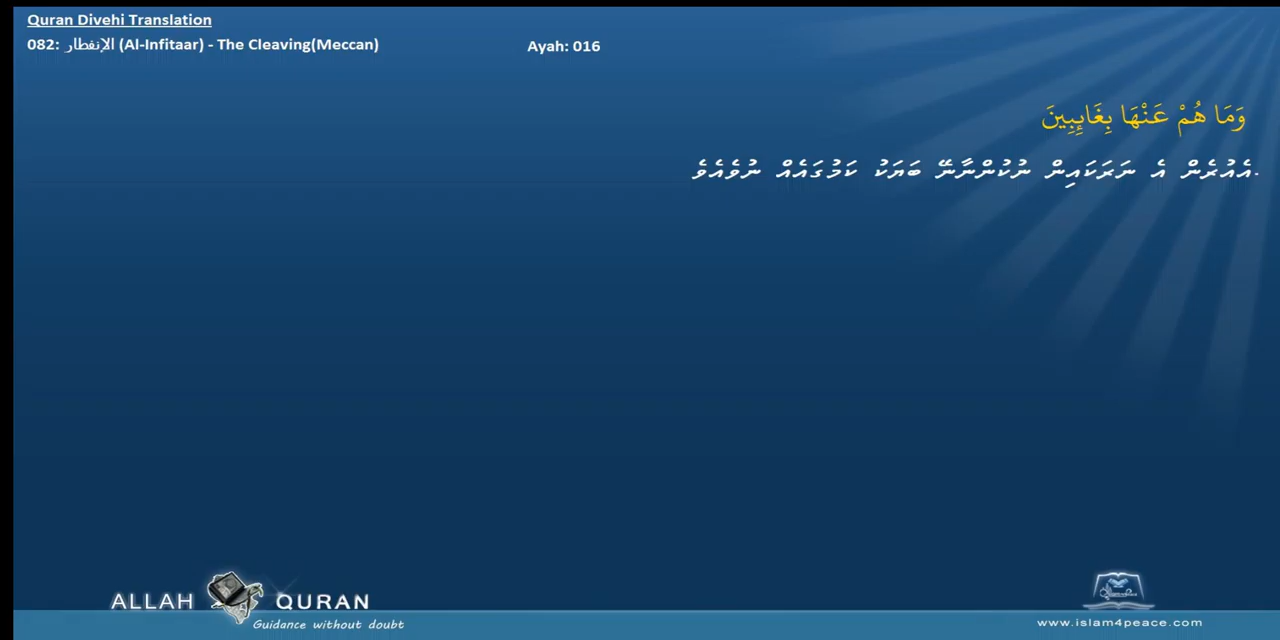 Quran Divehi Translation
082: الإنفطار (Al-Infitaar) - The Cleaving(Meccan) Ayah: 016
وَمَا هُمْ عَنْهَا بِغَائِبِينَ
އެއުރެން އެ ނަރަކައިން ނުކުންނާނޭ ބަޔަކު ކަމުގައެއް ނުވެއެވެ.
ALLAH QURAN
Guidance without doubt
www.islam4peace.com